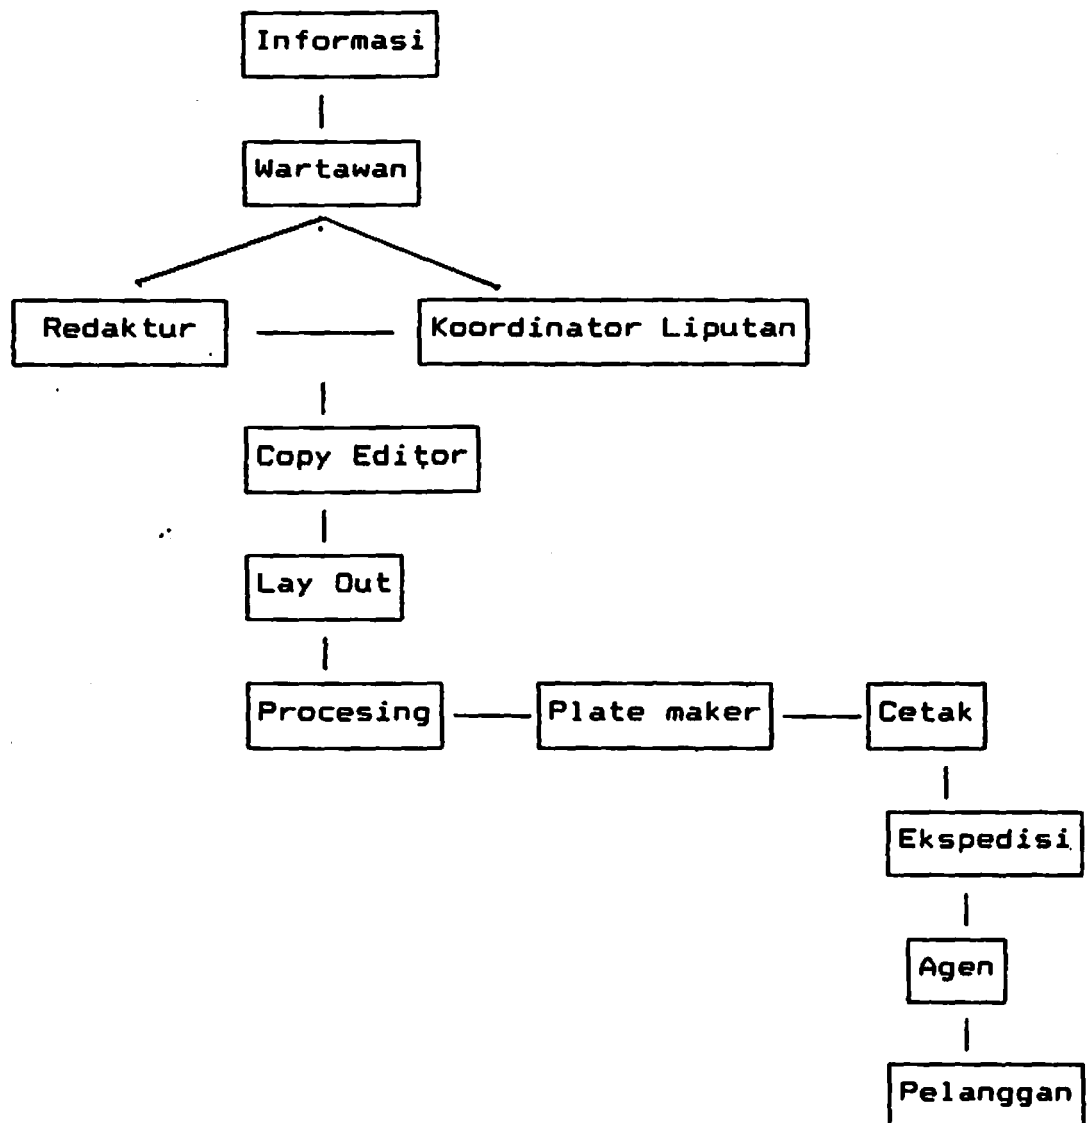 Informasi
Wartawan
Redaktur
Koordinator Liputan
Copy Editor
Lay Out
Procesing
Plate maker
Cetak
Ekspedisi
Agen
Pelanggan